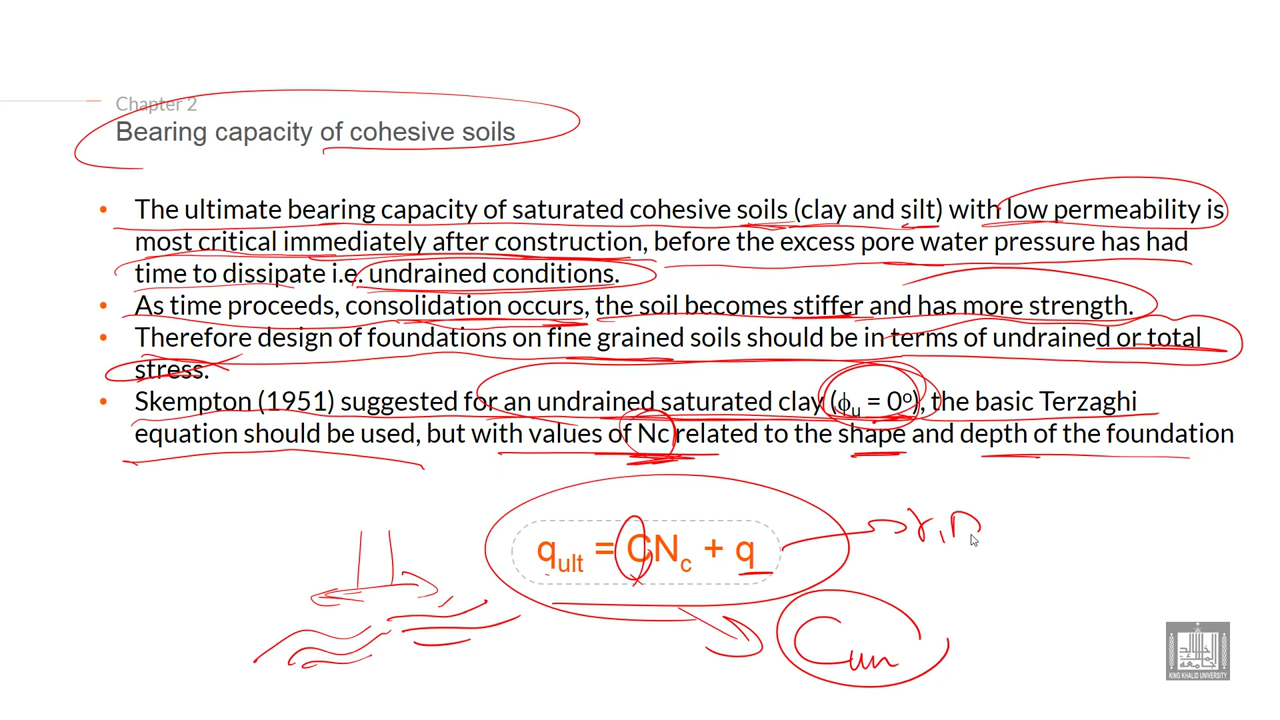 Chapter 2
Bearing capacity of cohesive soils
• The ultimate bearing capacity of saturated cohesive soils (clay and silt) with low permeability is
most critical immediately after construction, before the excess pore water pressure has had
time to dissipate i.e. undrained conditions.
• As time proceeds, consolidation occurs, the soil becomes stiffer and has more strength.
• Therefore design of foundations on fine grained soils should be in terms of undrained or total
stress.
• Skempton (1951) suggested for an undrained saturated clay (ϕu = 0º), the basic Terzaghi
equation should be used, but with values of Nc related to the shape and depth of the foundation
qult = CNc + q
γ, D
Cun
KING KHALID UNIVERSITY